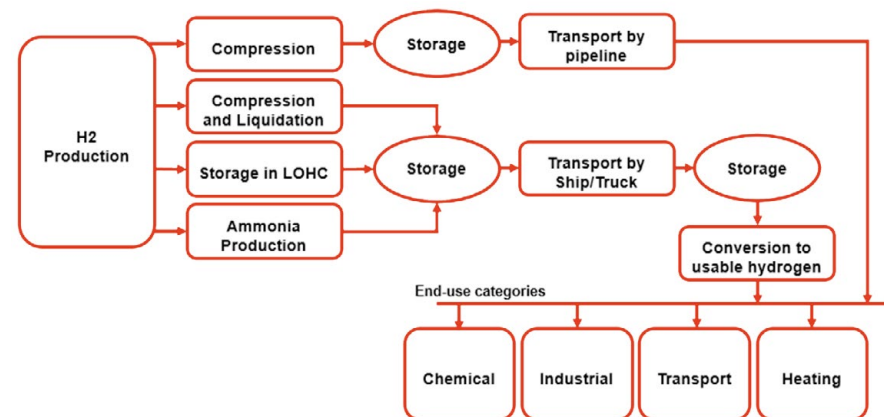 H2
Production
Compression
Storage
Transport by
pipeline
Compression
and Liquidation
Storage in LOHC
Ammonia
Production
Storage
Transport by
Ship/Truck
Storage
Conversion to
usable hydrogen
End-use categories
Chemical
Industrial
Transport
Heating